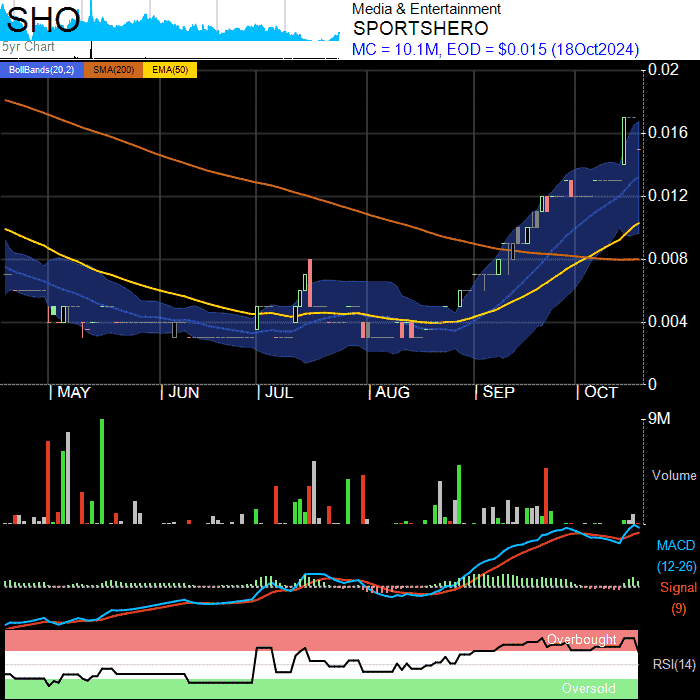 SHO
5yr Chart
Media & Entertainment
SPORTSHERO
MC = 10.1M, EOD = $0.015 (18Oct2024)
BollBands(20,2) SMA(200) EMA(50)
0.02
0.016
0.012
0.008
0.004
0
MAY JUN JUL AUG SEP OCT
9M
Volume
MACD
(12-26)
Signal
(9)
Overbought
RSI(14)
Oversold